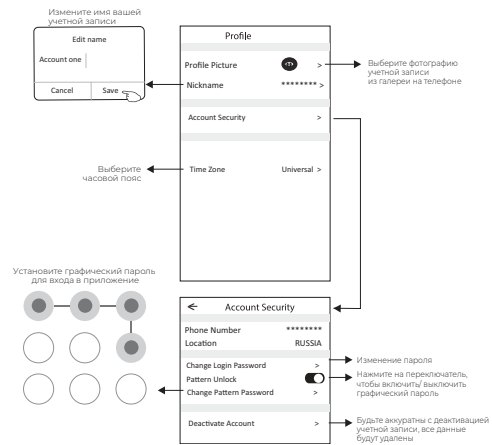 Измените имя вашей
учетной записи
Edit name
Account one
Cancel Save
Profile
Profile Picture >
Nickname ******** >
Account Security >
Time Zone Universal >
Выберите фотографию
учетной записи
из галереи на телефоне
Выберите
часовой пояс
Установите графический пароль
для входа в приложение
Account Security
Phone Number ********
Location RUSSIA
Change Login Password >
Pattern Unlock
Change Pattern Password >
Deactivate Account >
Изменение пароля
Нажмите на переключатель,
чтобы включить/ выключить
графический пароль
Будьте аккуратны с деактивацией
учетной записи, все данные
будут удалены